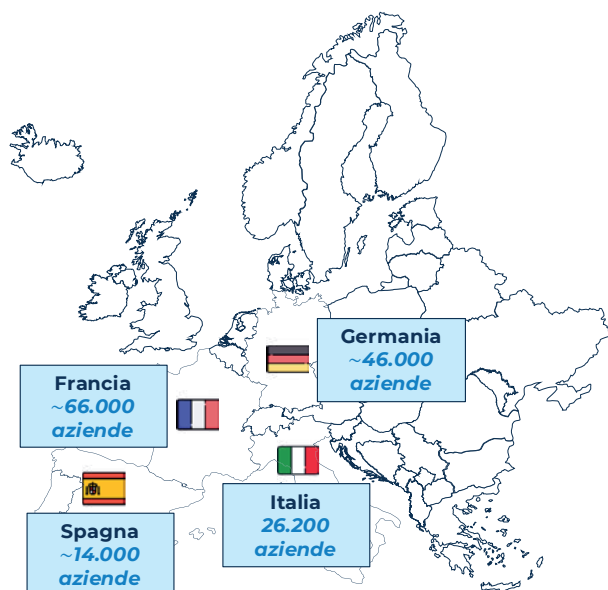 Germania
~46.000
aziende
Francia
~66.000
aziende
Italia
26.200
aziende
Spagna
~14.000
aziende